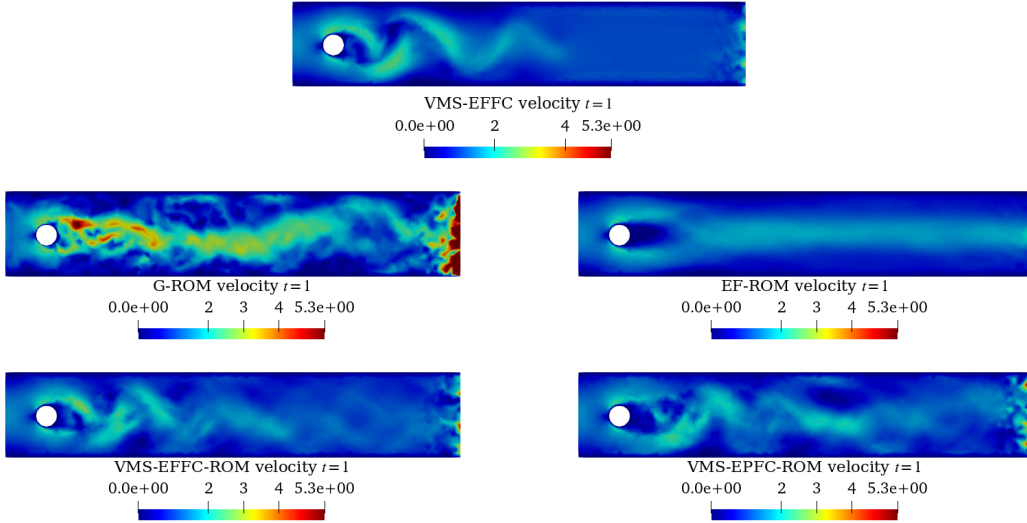 VMS-EFFC velocity t = 1
0.0e+00 2 4 5.3e+00
G-ROM velocity t = 1
0.0e+00 2 3 4 5.3e+00
EF-ROM velocity t = 1
0.0e+00 2 3 4 5.3e+00
VMS-EFFC-ROM velocity t = 1
0.0e+00 2 3 4 5.3e+00
VMS-EPFC-ROM velocity t = 1
0.0e+00 2 3 4 5.3e+00